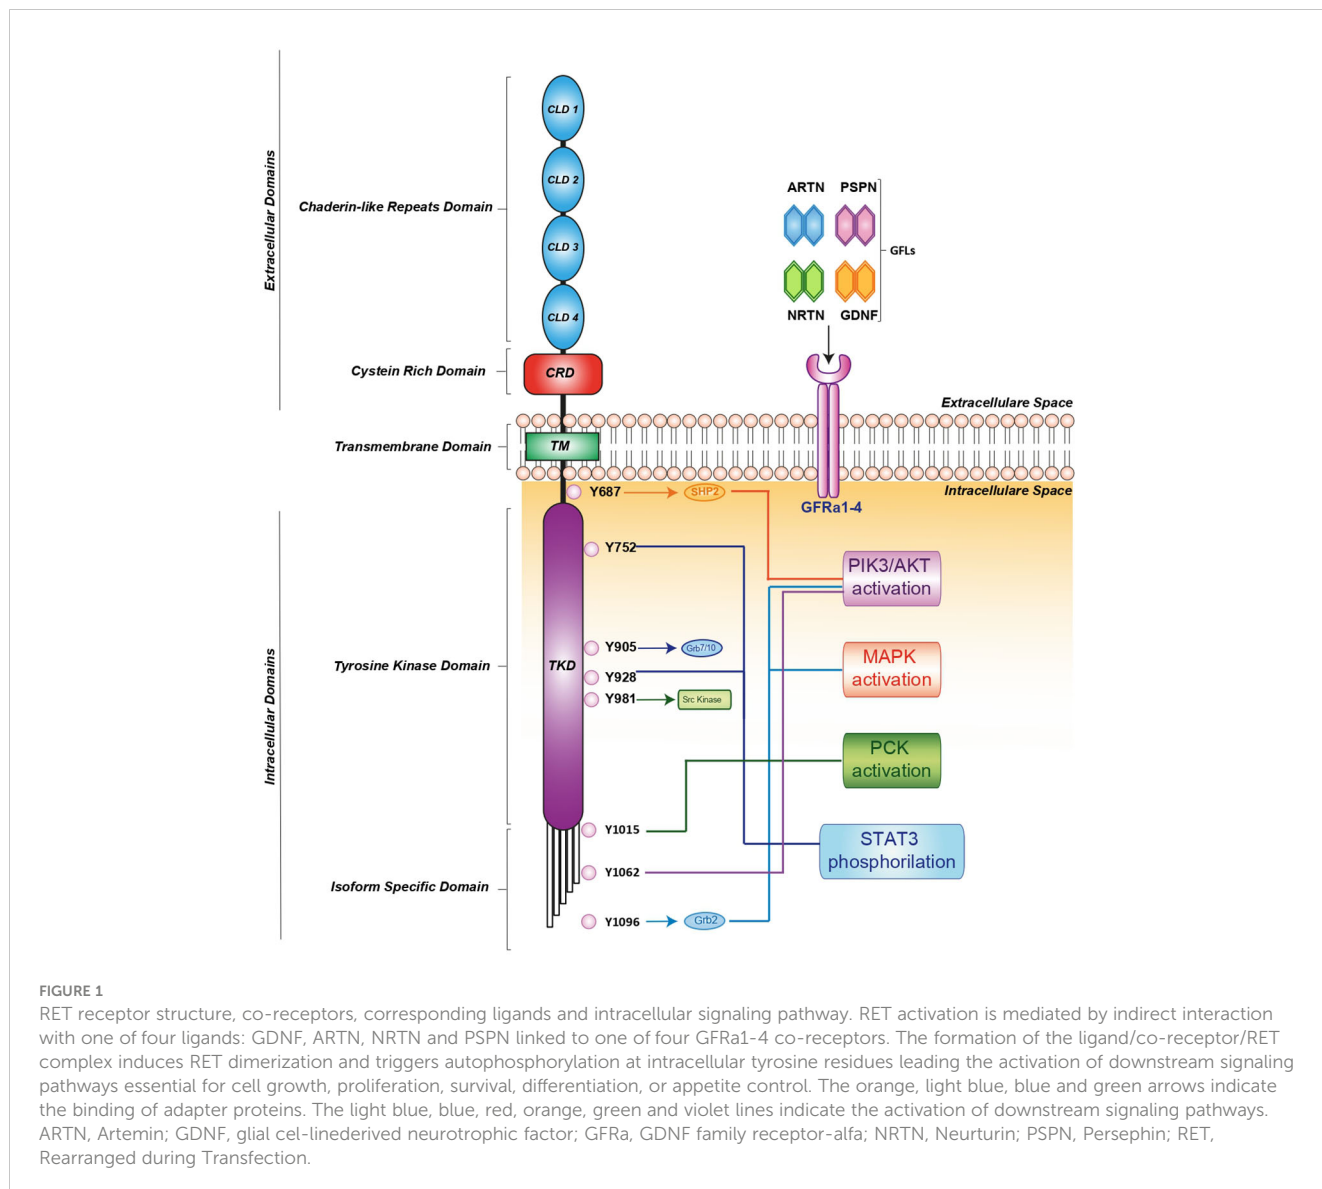 Extracellular Domains
Chaderin-like Repeats Domain
CLD 1
CLD 2
CLD 3
CLD 4
Cystein Rich Domain
CRD
Transmembrane Domain
TM
ARTN PSPN
GFLs
NRTN GDNF
Extracellulare Space
Intracellulare Space
GFRa1-4
Intracellular Domains
Tyrosine Kinase Domain
TKD
Isoform Specific Domain
Y687
SHP2
Y752
Y905
Grb7/10
Y928
Y981
Src Kinase
Y1015
Y1062
Y1096
Grb2
PIK3/AKT
activation
MAPK
activation
PCK
activation
STAT3
phosphorilation
FIGURE 1
RET receptor structure, co-receptors, corresponding ligands and intracellular signaling pathway. RET activation is mediated by indirect interaction
with one of four ligands: GDNF, ARTN, NRTN and PSPN linked to one of four GFRa1-4 co-receptors. The formation of the ligand/co-receptor/RET
complex induces RET dimerization and triggers autophosphorylation at intracellular tyrosine residues leading the activation of downstream signaling
pathways essential for cell growth, proliferation, survival, differentiation, or appetite control. The orange, light blue, blue and green arrows indicate
the binding of adapter proteins. The light blue, blue, red, orange, green and violet lines indicate the activation of downstream signaling pathways.
ARTN, Artemin; GDNF, glial cel-linederived neurotrophic factor; GFRa, GDNF family receptor-alfa; NRTN, Neurturin; PSPN, Persephin; RET,
Rearranged during Transfection.